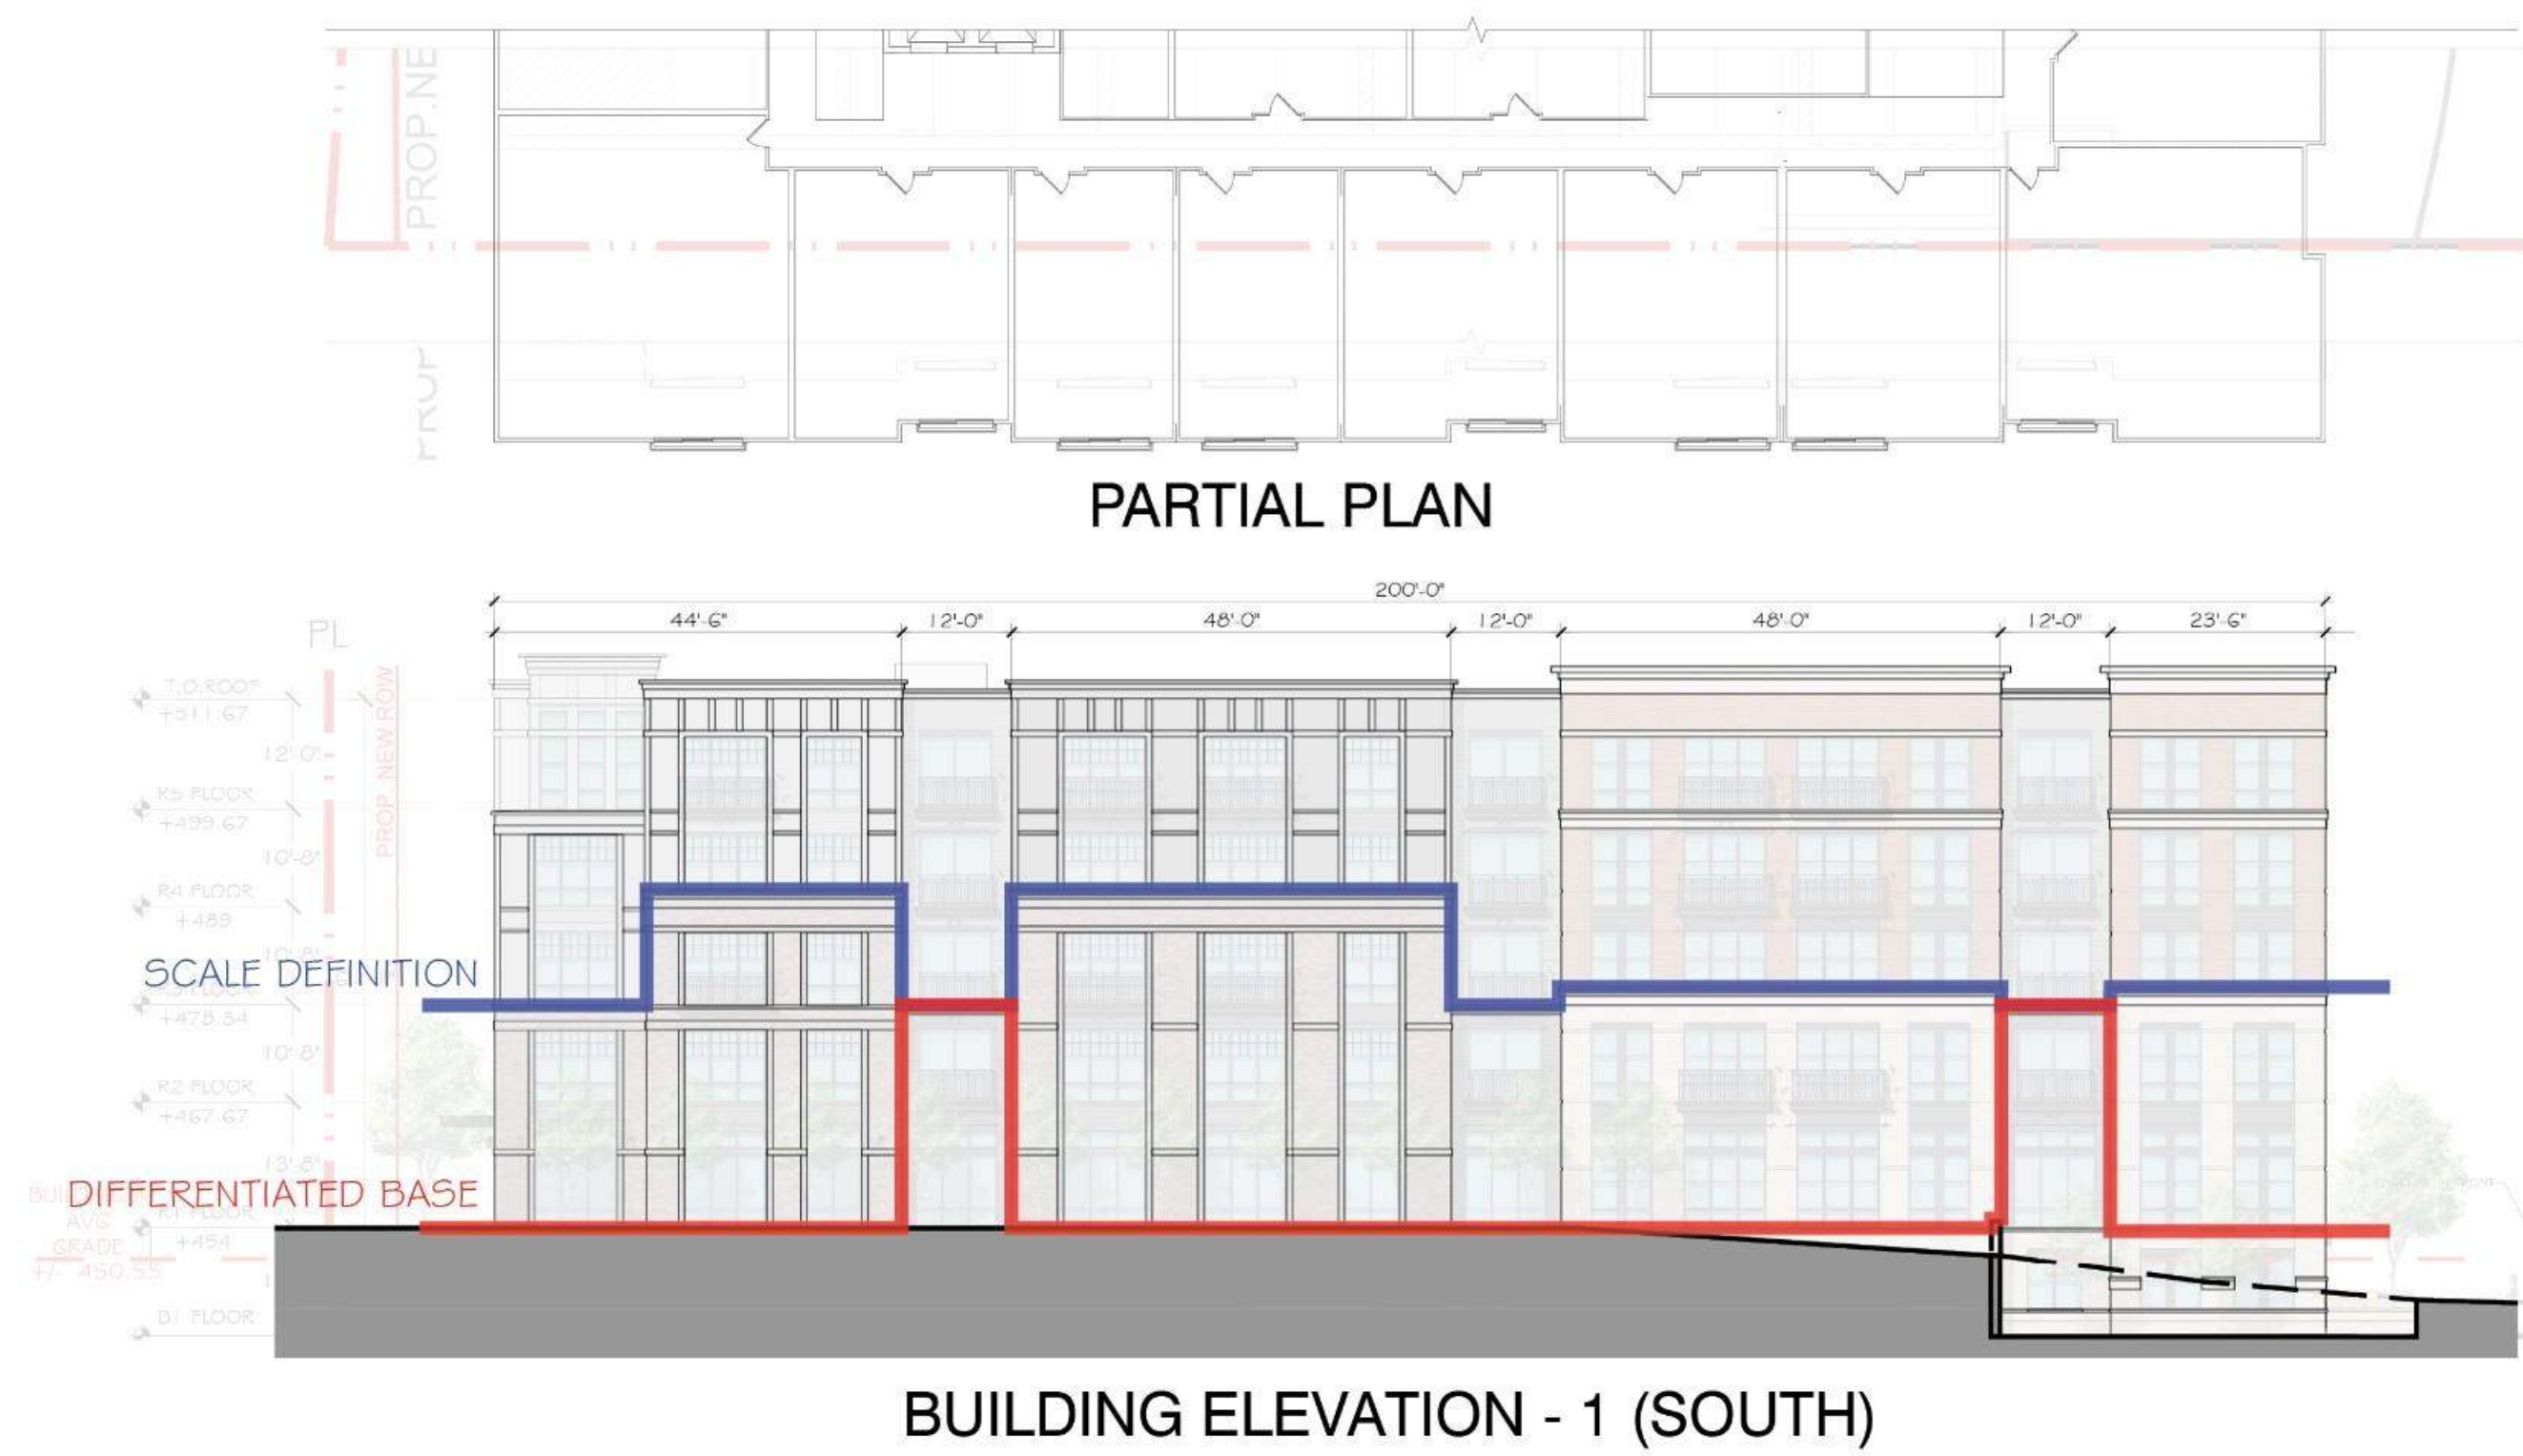 PROP.NE
PROP
PARTIAL PLAN
200'-0"
44'-6"
12'-0"
48'-0"
12'-0"
48'-0"
12'-0"
23'-6"
PL
PROP. NEW ROW
T.O.ROOF
+511.67
12'-0"
R5 FLOOR
+499.67
10'-8"
R4 FLOOR
+489
10'-8"
SCALE DEFINITION
+478.34
10'-8"
R2 FLOOR
+467.67
13'-8"
DIFFERENTIATED BASE
AVG
R1 FLOOR
GRADE
+454
+/- 450.55
B1 FLOOR
BUILDING ELEVATION - 1 (SOUTH)